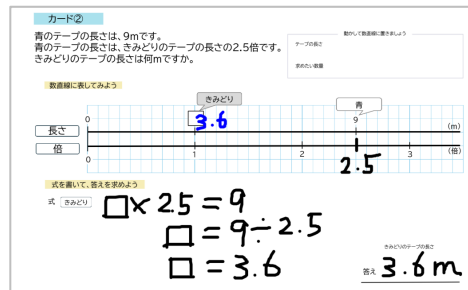 カード②
青のテープの長さは、9mです。
青のテープの長さは、きみどりのテープの長さの2.5倍です。
きみどりのテープの長さは何mですか。
動かして数直線に置きましょう
テープの長さ
求めたい数量
数直線に表してみよう
きみどり
青
0
3.6
9
長さ
(m)
倍
(倍)
0
1
2
2.5
3
式を書いて、答えを求めよう
式 きみどり
□×2.5=9
□=9÷2.5
□=3.6
きみどりのテープの長さ
答え 3.6m